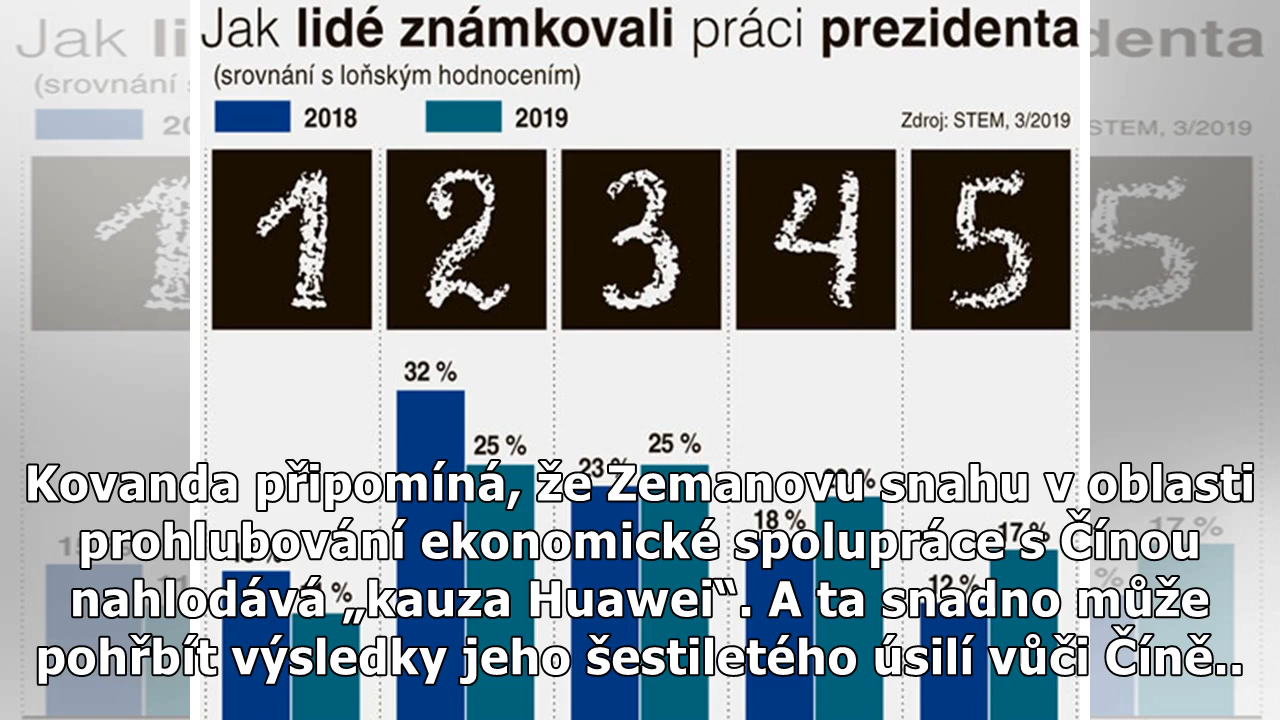 Jak lidé známkovali práci prezidenta
(srovnání s loňským hodnocením)
2018 2019 Zdroj: STEM, 3/2019
1 2 3 4 5
32 %
25 % 25 %
23
18 % 17 %
12 %
Kovanda připomíná, že Zemanovu snahu v oblasti
prohlubování ekonomické spolupráce s Čínou
nahlodává „kauza Huawei“. A ta snadno může
pohřbít výsledky jeho šestiletého úsilí vůči Číně..